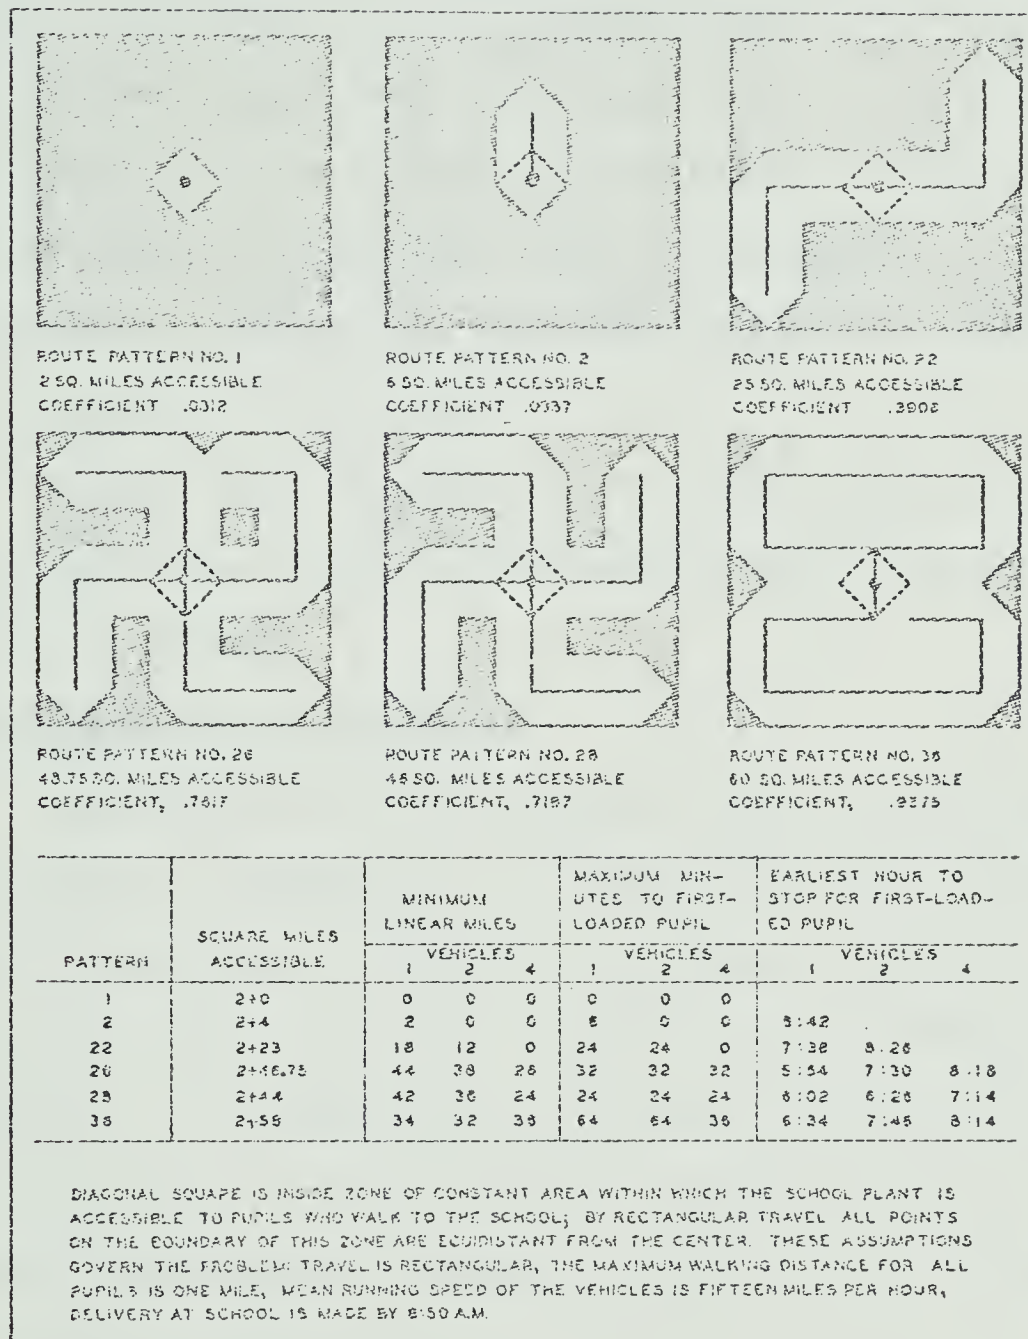 ROUTE PATTERN NO. 1
2 SQ. MILES ACCESSIBLE
COEFFICIENT .0312
ROUTE PATTERN NO. 2
6 SQ. MILES ACCESSIBLE
COEFFICIENT .0937
ROUTE PATTERN NO. 22
25 SQ. MILES ACCESSIBLE
COEFFICIENT .3906
ROUTE PATTERN NO. 26
48.75 SQ. MILES ACCESSIBLE
COEFFICIENT, .7617
ROUTE PATTERN NO. 28
46 SQ. MILES ACCESSIBLE
COEFFICIENT, .7187
ROUTE PATTERN NO. 36
60 SQ. MILES ACCESSIBLE
COEFFICIENT, .9375
PATTERN
SQUARE MILES
ACCESSIBLE
MINIMUM
LINEAR MILES
MAXIMUM MIN-
UTES TO FIRST-
LOADED PUPIL
EARLIEST HOUR TO
STOP FOR FIRST-LOAD-
ED PUPIL
VEHICLES VEHICLES VEHICLES
1 2 4 1 2 4 1 2 4
1 2+0 0 0 0 0 0 0
2 2+4 2 0 0 8 0 0 8:42
22 2+23 18 12 0 24 24 0 7:38 8:26
26 2+46.75 44 38 26 32 32 32 5:54 7:30 8:18
28 2+44 42 36 24 24 24 24 6:02 6:26 7:14
36 2+58 34 32 36 64 64 36 6:34 7:46 8:14
DIAGONAL SQUARE IS INSIDE ZONE OF CONSTANT AREA WITHIN WHICH THE SCHOOL PLANT IS
ACCESSIBLE TO PUPILS WHO WALK TO THE SCHOOL; BY RECTANGULAR TRAVEL ALL POINTS
ON THE BOUNDARY OF THIS ZONE ARE EQUIDISTANT FROM THE CENTER. THESE ASSUMPTIONS
GOVERN THE PROBLEM: TRAVEL IS RECTANGULAR, THE MAXIMUM WALKING DISTANCE FOR ALL
PUPILS IS ONE MILE, MEAN RUNNING SPEED OF THE VEHICLES IS FIFTEEN MILES PER HOUR,
DELIVERY AT SCHOOL IS MADE BY 8:50 A.M.